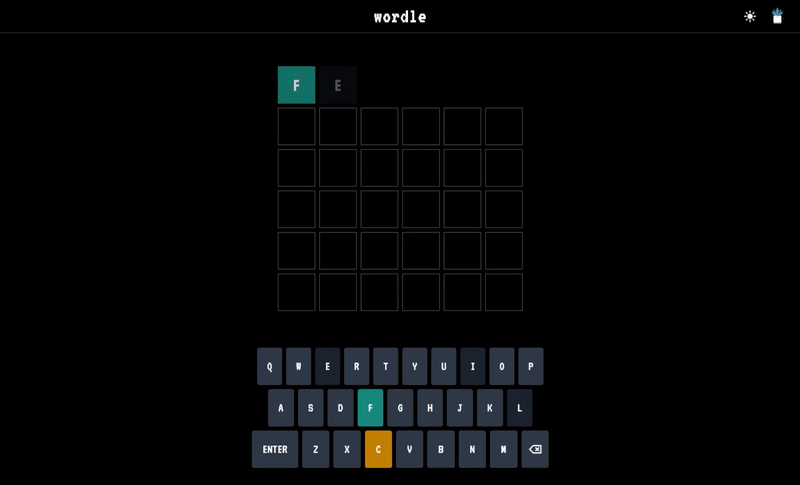 wordle
F E
Q W E R T Y U I O P
A S D F G H J K L
ENTER Z X C V B N M